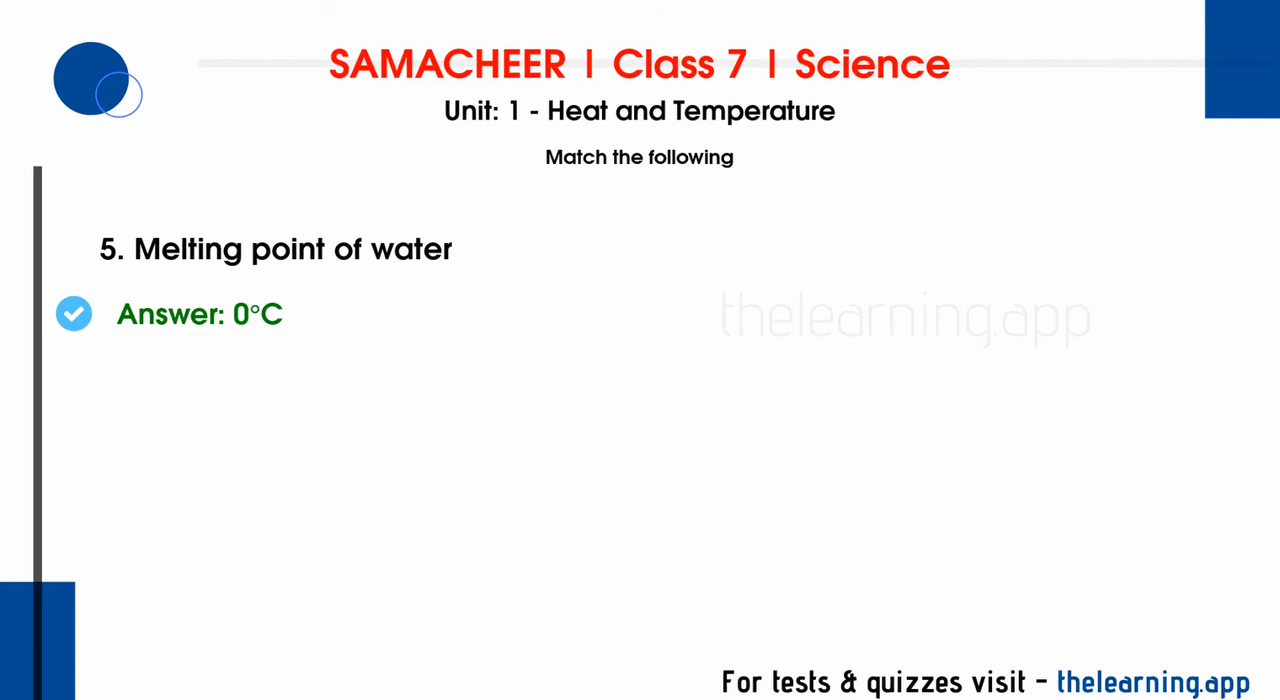 SAMACHEER | Class 7 | Science
Unit: 1 - Heat and Temperature
Match the following
5. Melting point of water
Answer: 0°C
thelearning.app
For tests & quizzes visit - thelearning.app